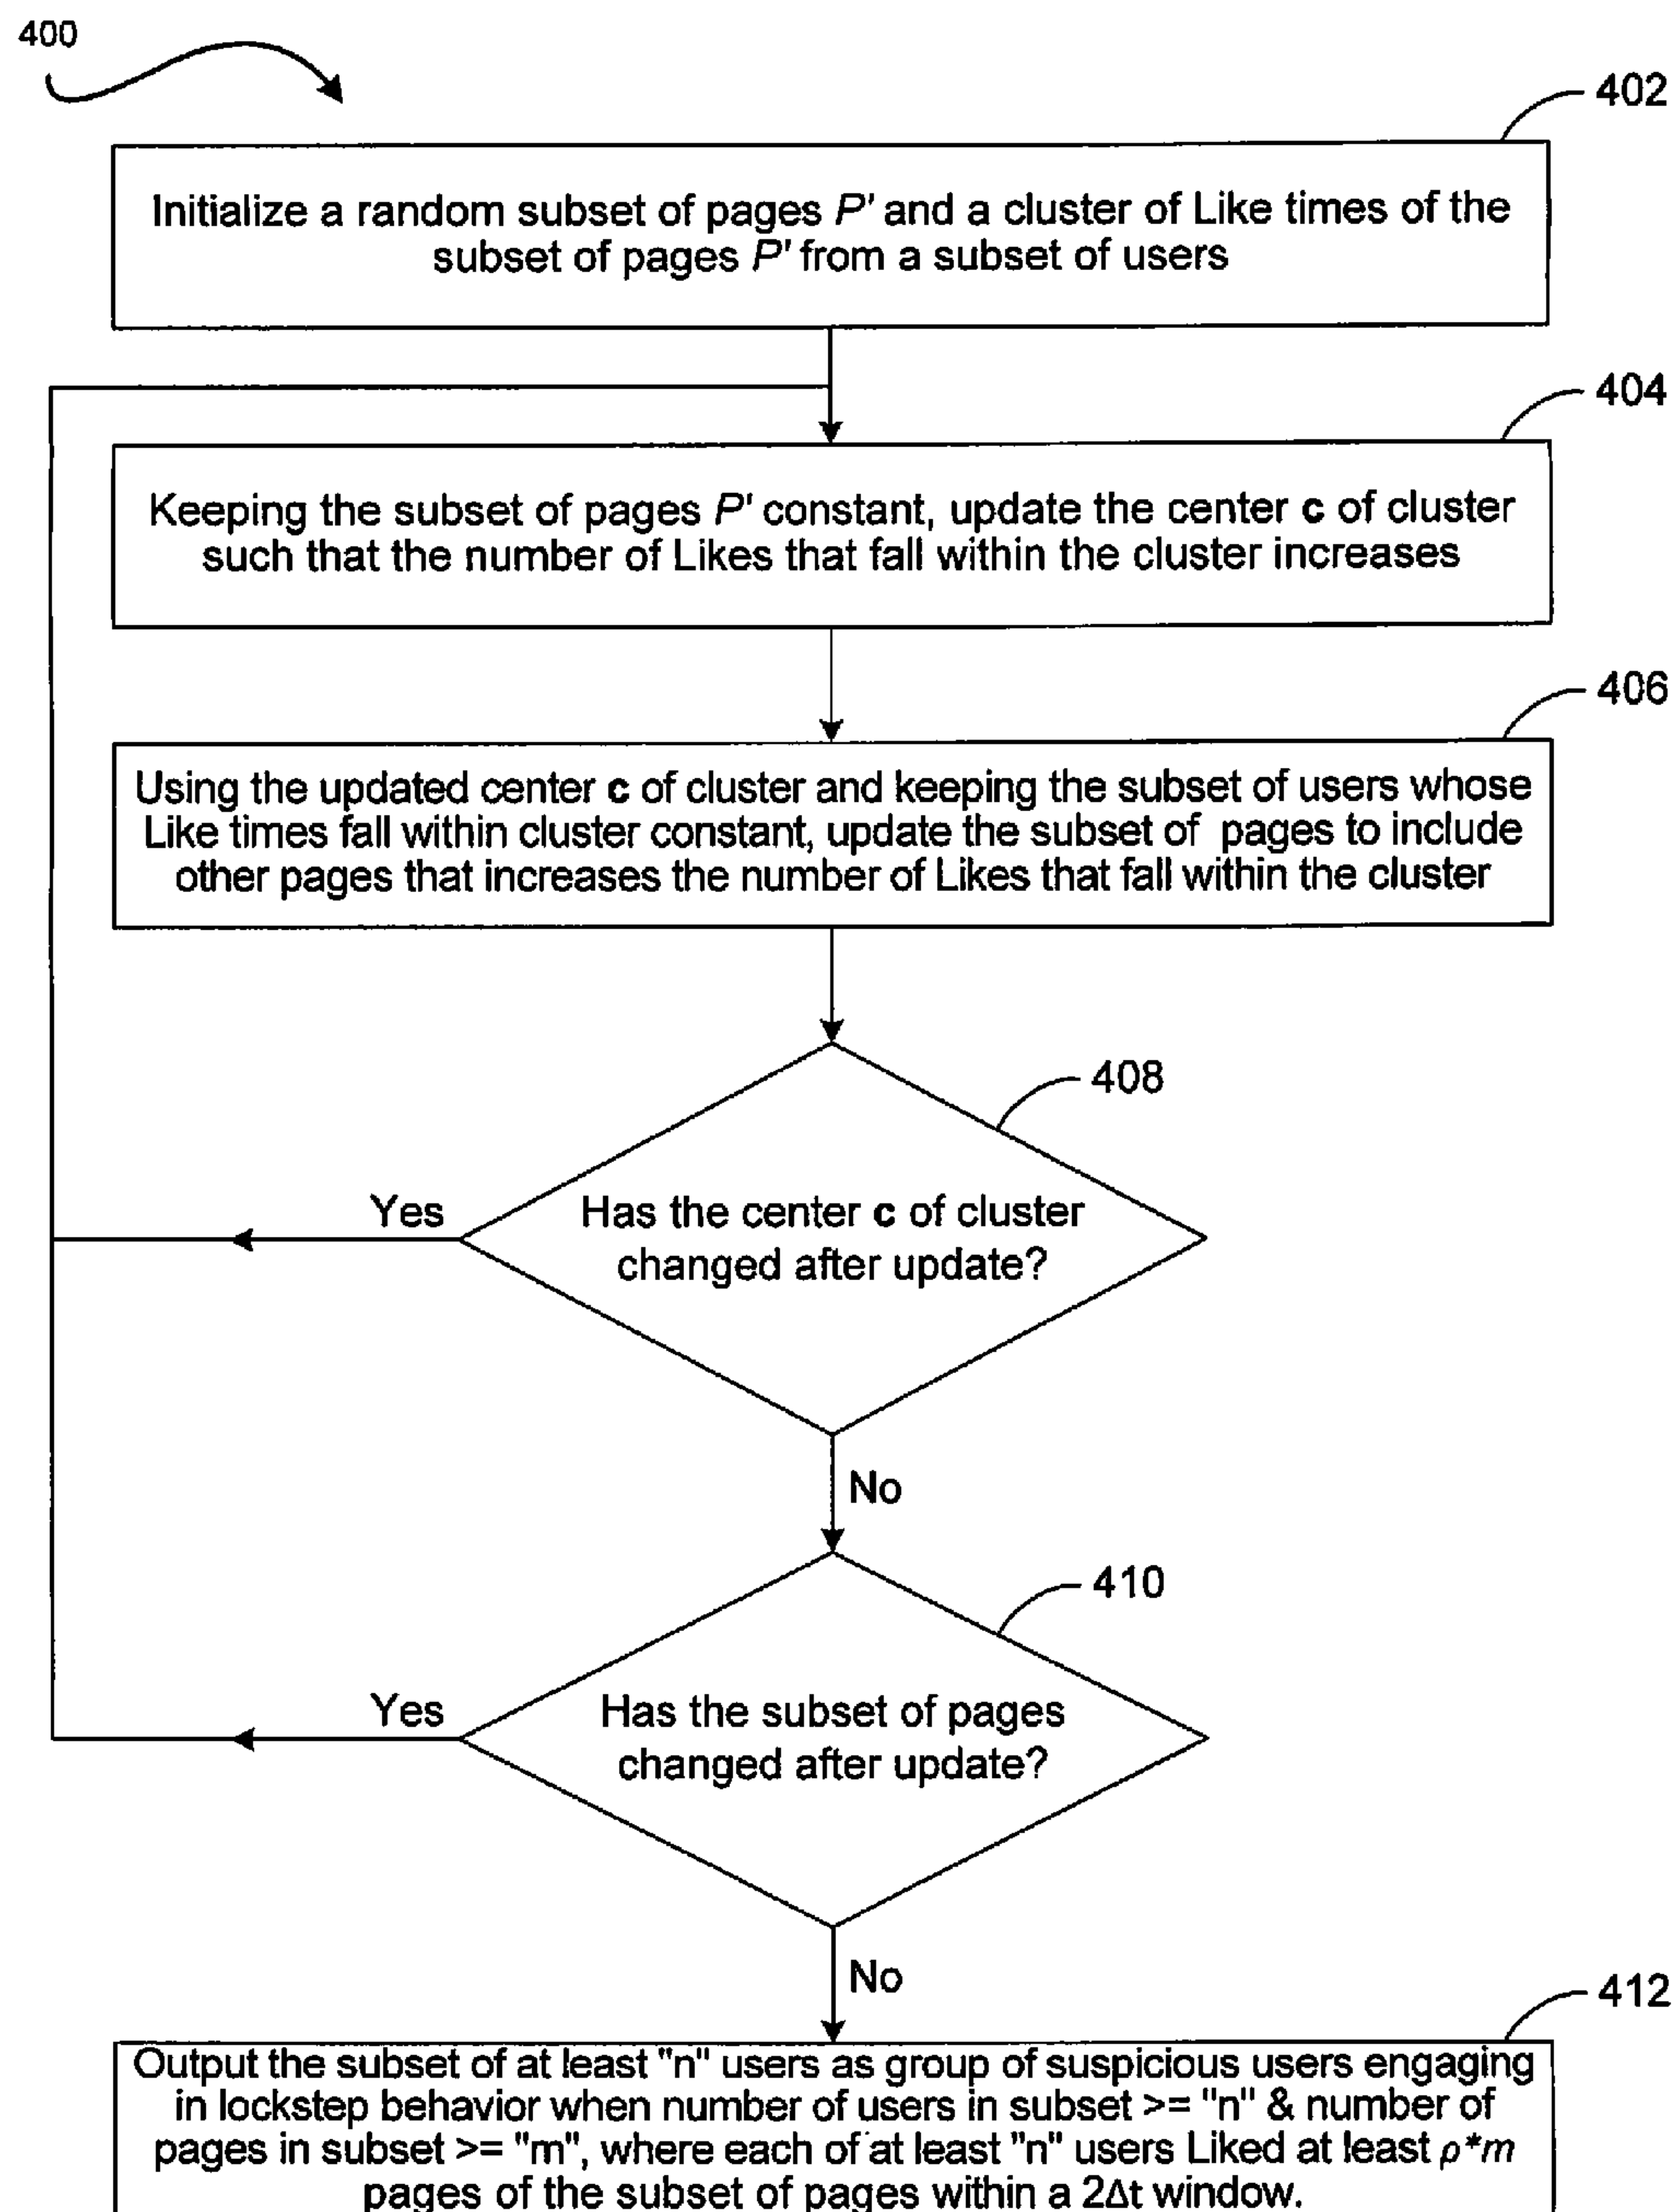 400
402
Initialize a random subset of pages P' and a cluster of Like times of the
subset of pages P' from a subset of users
404
Keeping the subset of pages P' constant, update the center c of cluster
such that the number of Likes that fall within the cluster increases
406
Using the updated center c of cluster and keeping the subset of users whose
Like times fall within cluster constant, update the subset of pages to include
other pages that increases the number of Likes that fall within the cluster
408
Yes
Has the center c of cluster
changed after update?
No
410
Yes
Has the subset of pages
changed after update?
No
412
Output the subset of at least "n" users as group of suspicious users engaging
in lockstep behavior when number of users in subset >= "n" & number of
pages in subset >= "m", where each of at least "n" users Liked at least ρ*m
pages of the subset of pages within a 2Δt window.